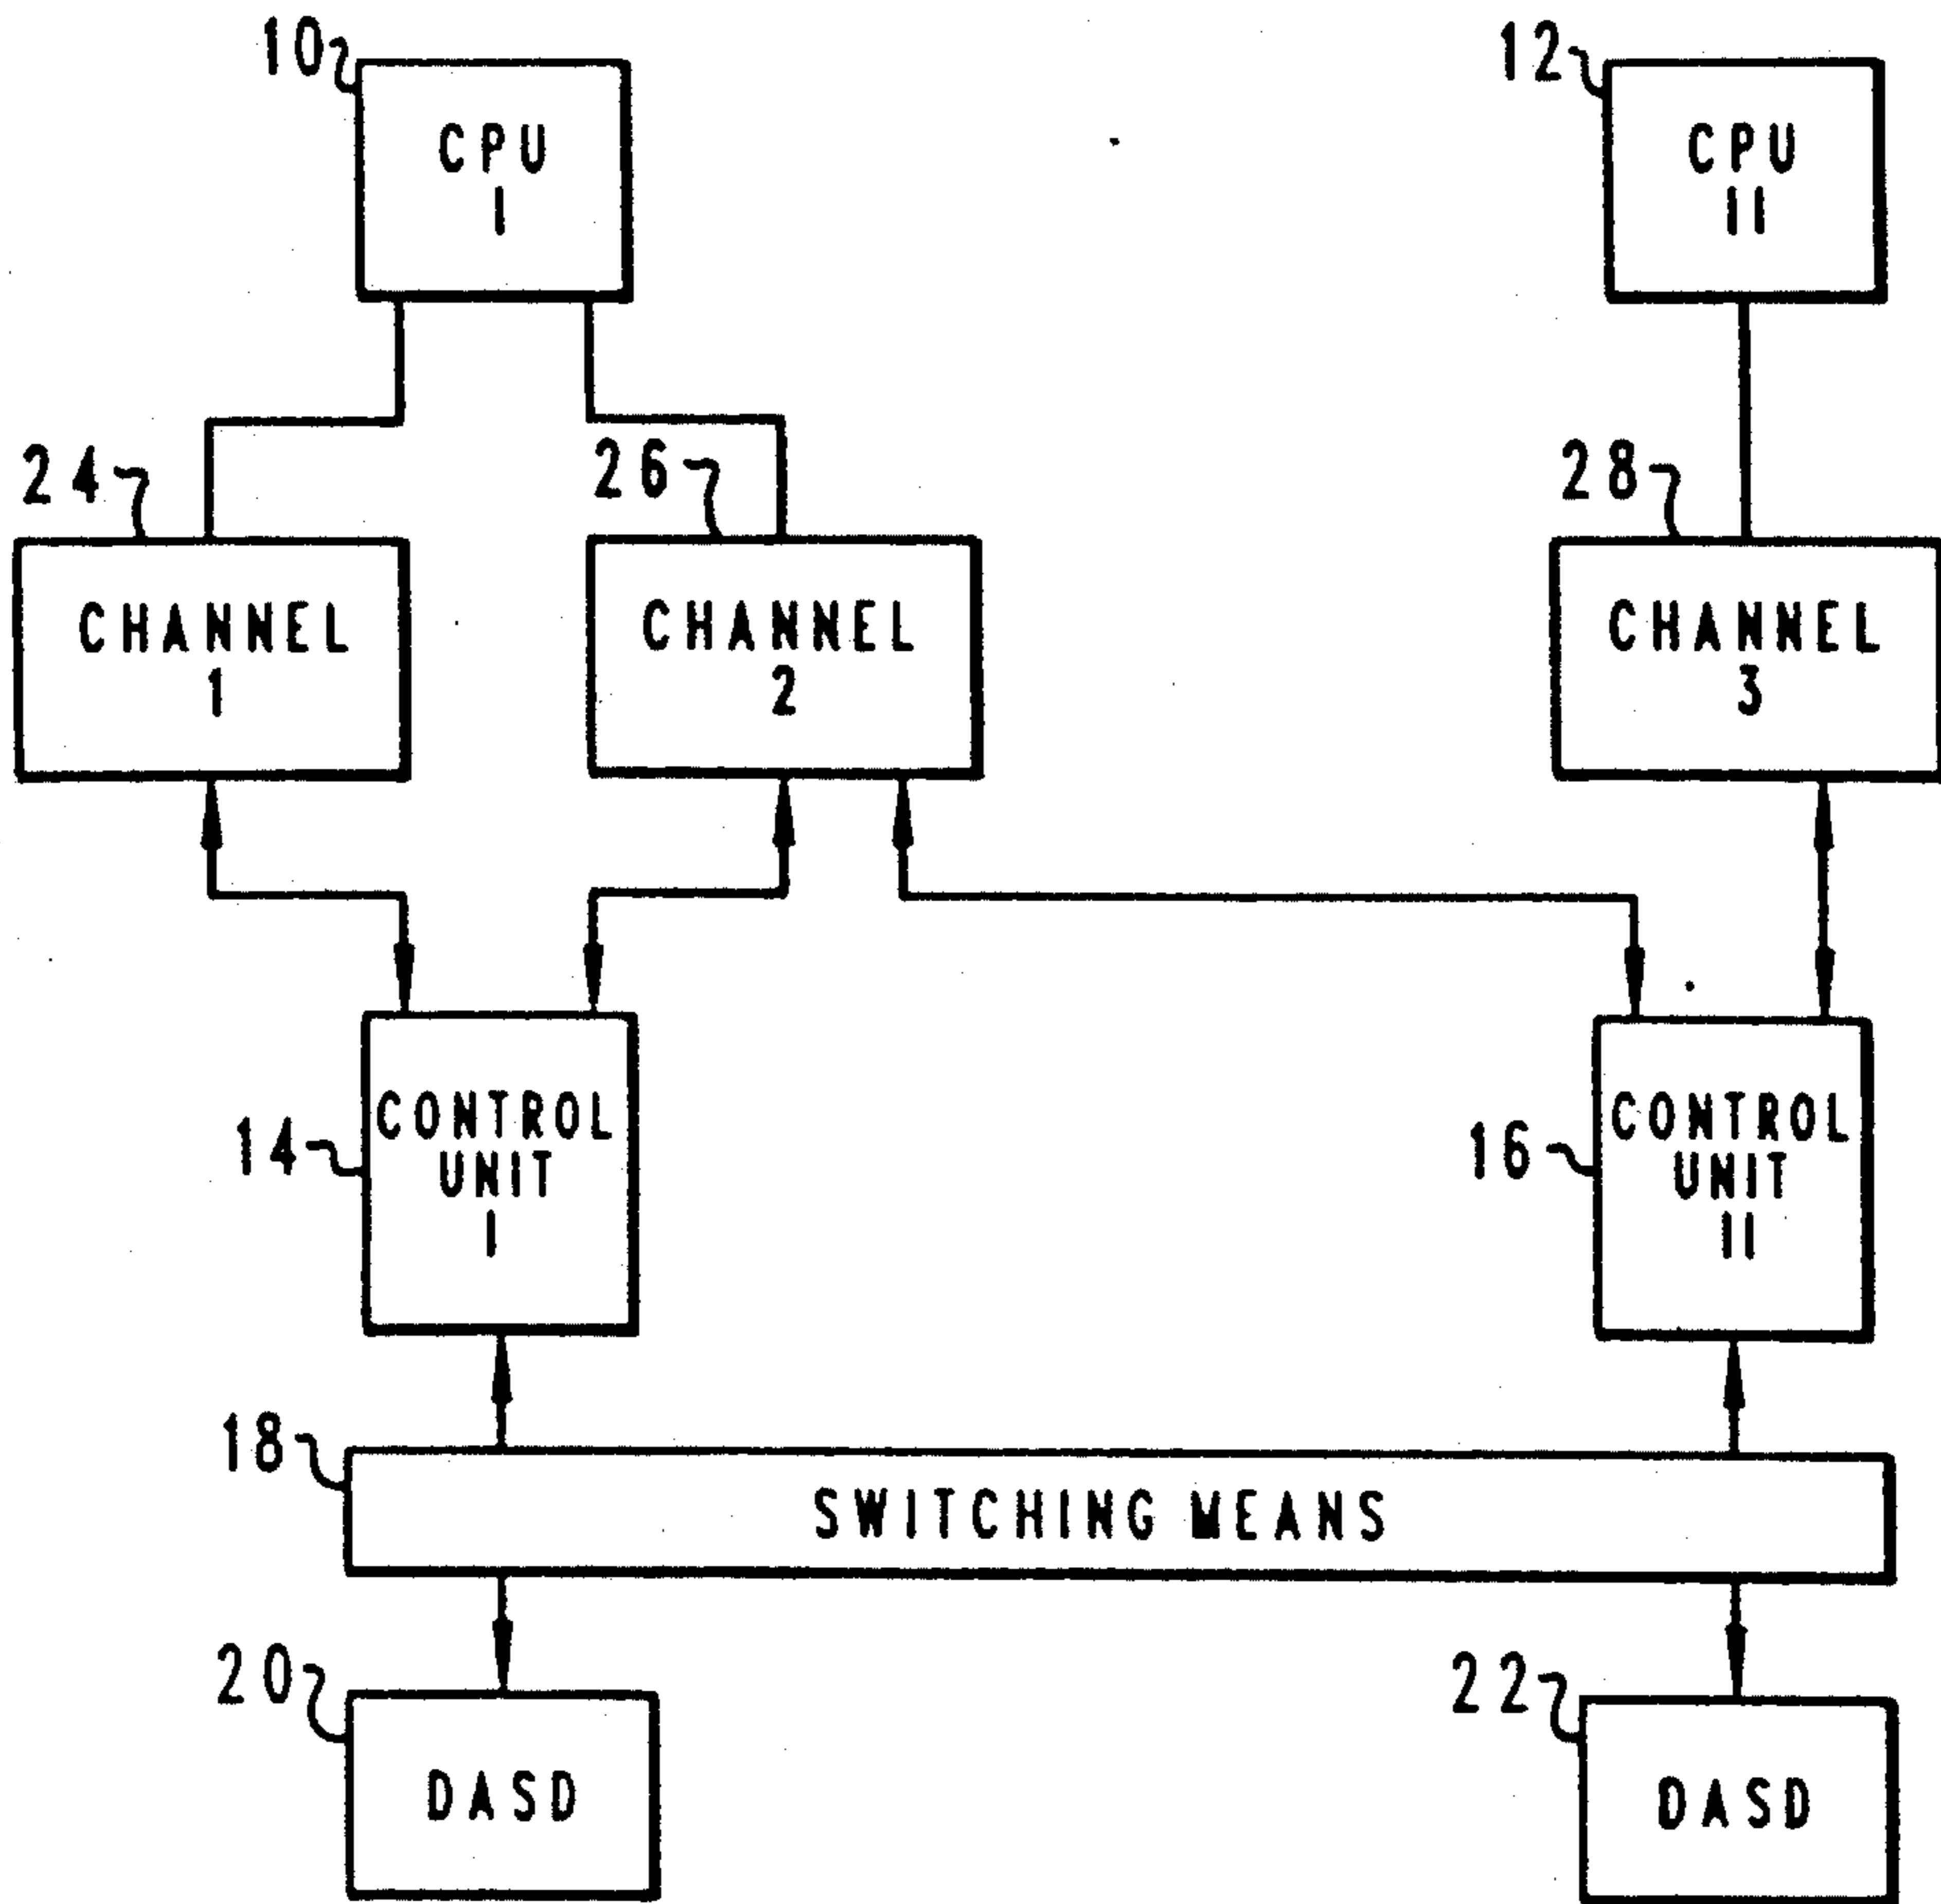 10
CPU
I
12
CPU
II
24
26
28
CHANNEL
1
CHANNEL
2
CHANNEL
3
14
CONTROL
UNIT
I
16
CONTROL
UNIT
II
18
SWITCHING MEANS
20
DASD
22
DASD